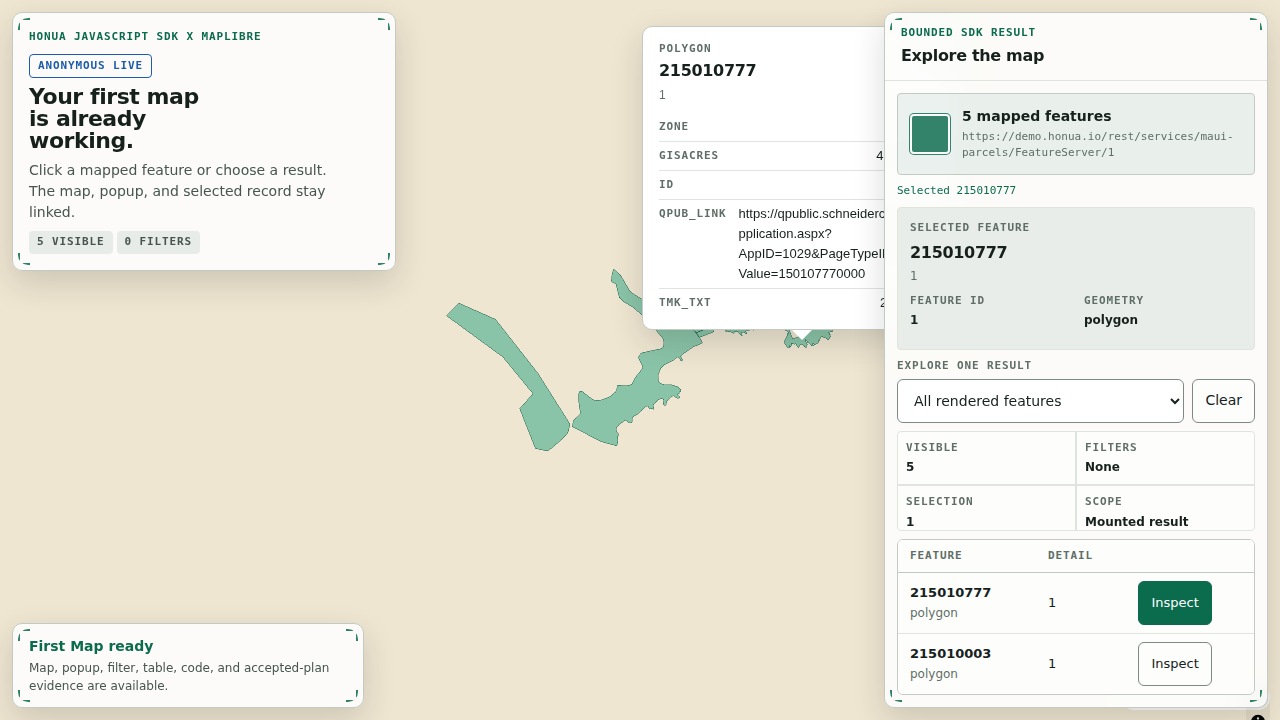 HONUA JAVASCRIPT SDK X MAPLIBRE
ANONYMOUS LIVE
Your first map
is already
working.
Click a mapped feature or choose a result.
The map, popup, and selected record stay
linked.
5 VISIBLE
0 FILTERS
POLYGON
215010777
1
ZONE
GISACRES
4
ID
QPUB_LINK
https://qpublic.schneiderc
pplication.aspx?
AppID=1029&PageTypeI
Value=150107770000
TMK_TXT
2
BOUNDED SDK RESULT
Explore the map
5 mapped features
https://demo.honua.io/rest/services/maui-
parcels/FeatureServer/1
Selected 215010777
SELECTED FEATURE
215010777
1
FEATURE ID
GEOMETRY
1
polygon
EXPLORE ONE RESULT
All rendered features
Clear
VISIBLE
FILTERS
5
None
SELECTION
SCOPE
1
Mounted result
FEATURE
DETAIL
215010777
polygon
1
Inspect
215010003
polygon
1
Inspect
First Map ready
Map, popup, filter, table, code, and accepted-plan
evidence are available.